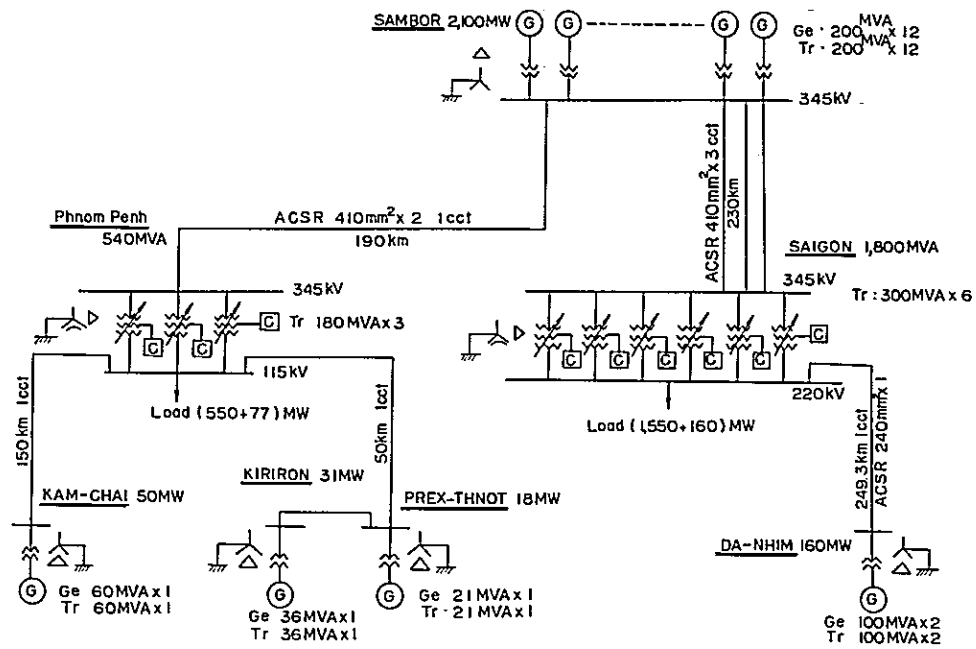 SAMBOR 2,100MW
G G G G
Ge · 200MVA x 12
Tr · 200MVA x 12
345kV
ACSR 410mm² x 2 1cct
190km
ACSR 410mm² x 3 cct
230km
Phnom Penh
540MVA
345kV
Tr 180MVA x 3
C C C
115kV
Load (550+77) MW
SAIGON 1,800MVA
345kV
Tr : 300MVA x 6
C C C C C C
220kV
Load (1,550+160) MW
150km 1cct
50km 1cct
249.3km 1cct
ACSR 240mm² x 1
KAM-CHAI 50MW
G
Ge 60MVA x 1
Tr 60MVA x 1
KIRIRON 31MW
G
Ge 36MVA x 1
Tr 36MVA x 1
PREX-THNOT 18MW
G
Ge 21MVA x 1
Tr · 21MVA x 1
DA-NHIM 160MW
G
Ge 100MVA x 2
Tr 100MVA x 2